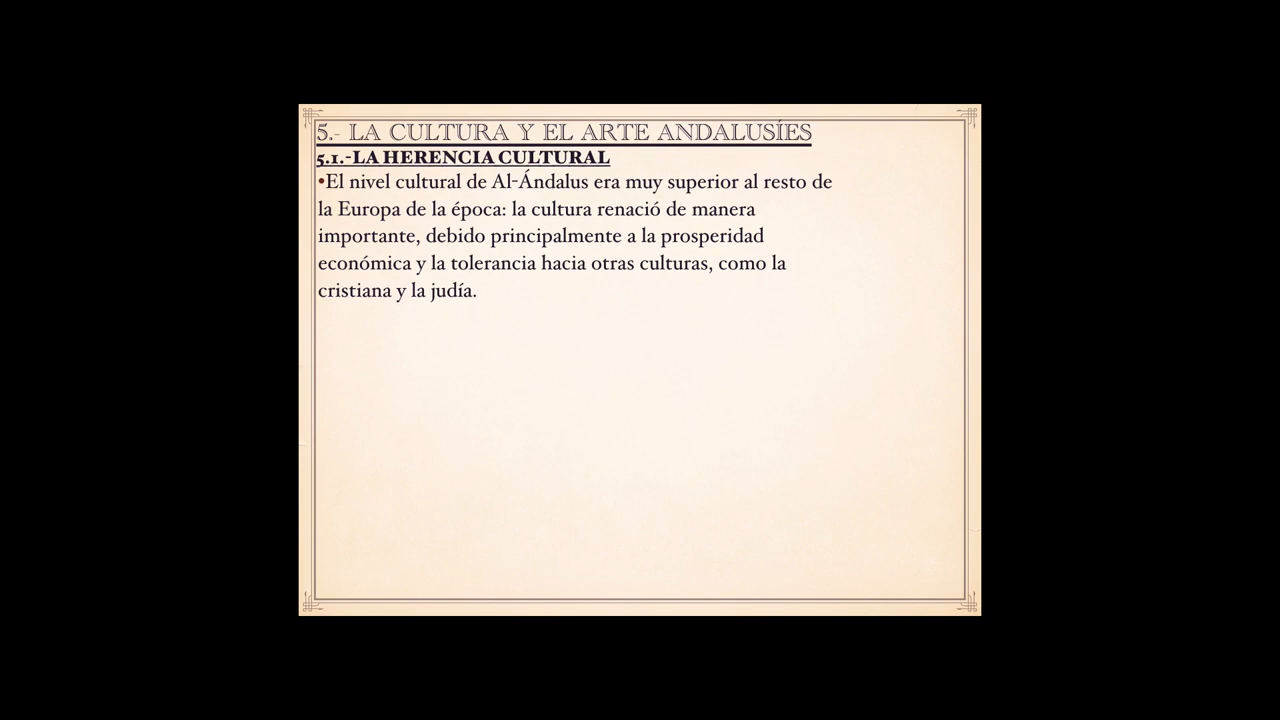 5.- LA CULTURA Y EL ARTE ANDALUSÍES
5.1.-LA HERENCIA CULTURAL
•El nivel cultural de Al-Ándalus era muy superior al resto de
la Europa de la época: la cultura renació de manera
importante, debido principalmente a la prosperidad
económica y la tolerancia hacia otras culturas, como la
cristiana y la judía.